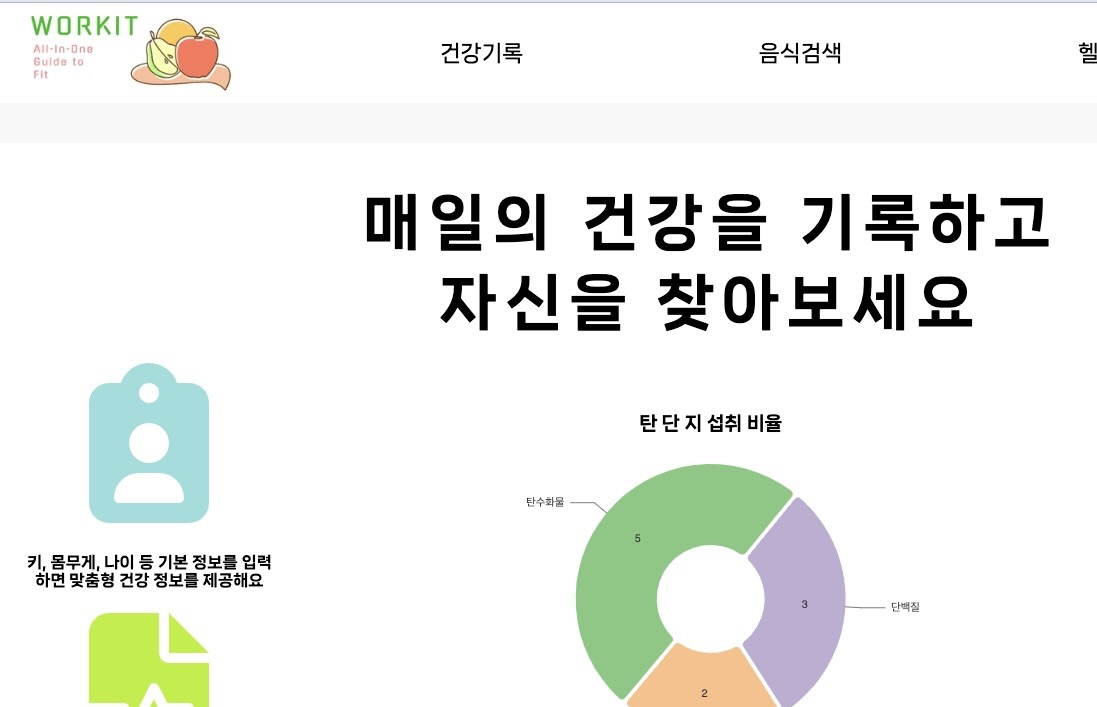 WORKIT
All-In-One
Guide to
Fit
건강기록
음식검색
헬
매일의 건강을 기록하고
자신을 찾아보세요
탄 단 지 섭취 비율
탄수화물
5
3
단백질
2
키, 몸무게, 나이 등 기본 정보를 입력
하면 맞춤형 건강 정보를 제공해요